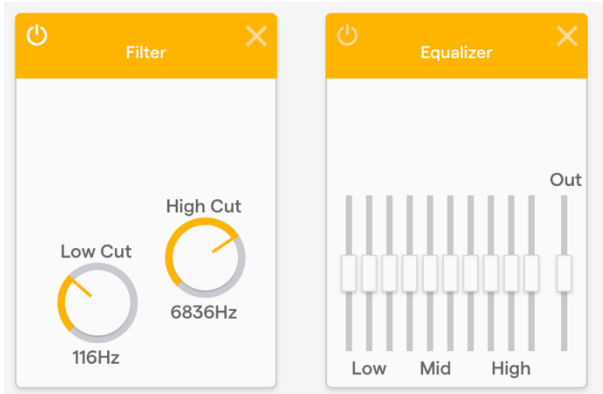 Filter
High Cut
6836Hz
Low Cut
116Hz
Equalizer
Out
Low Mid High